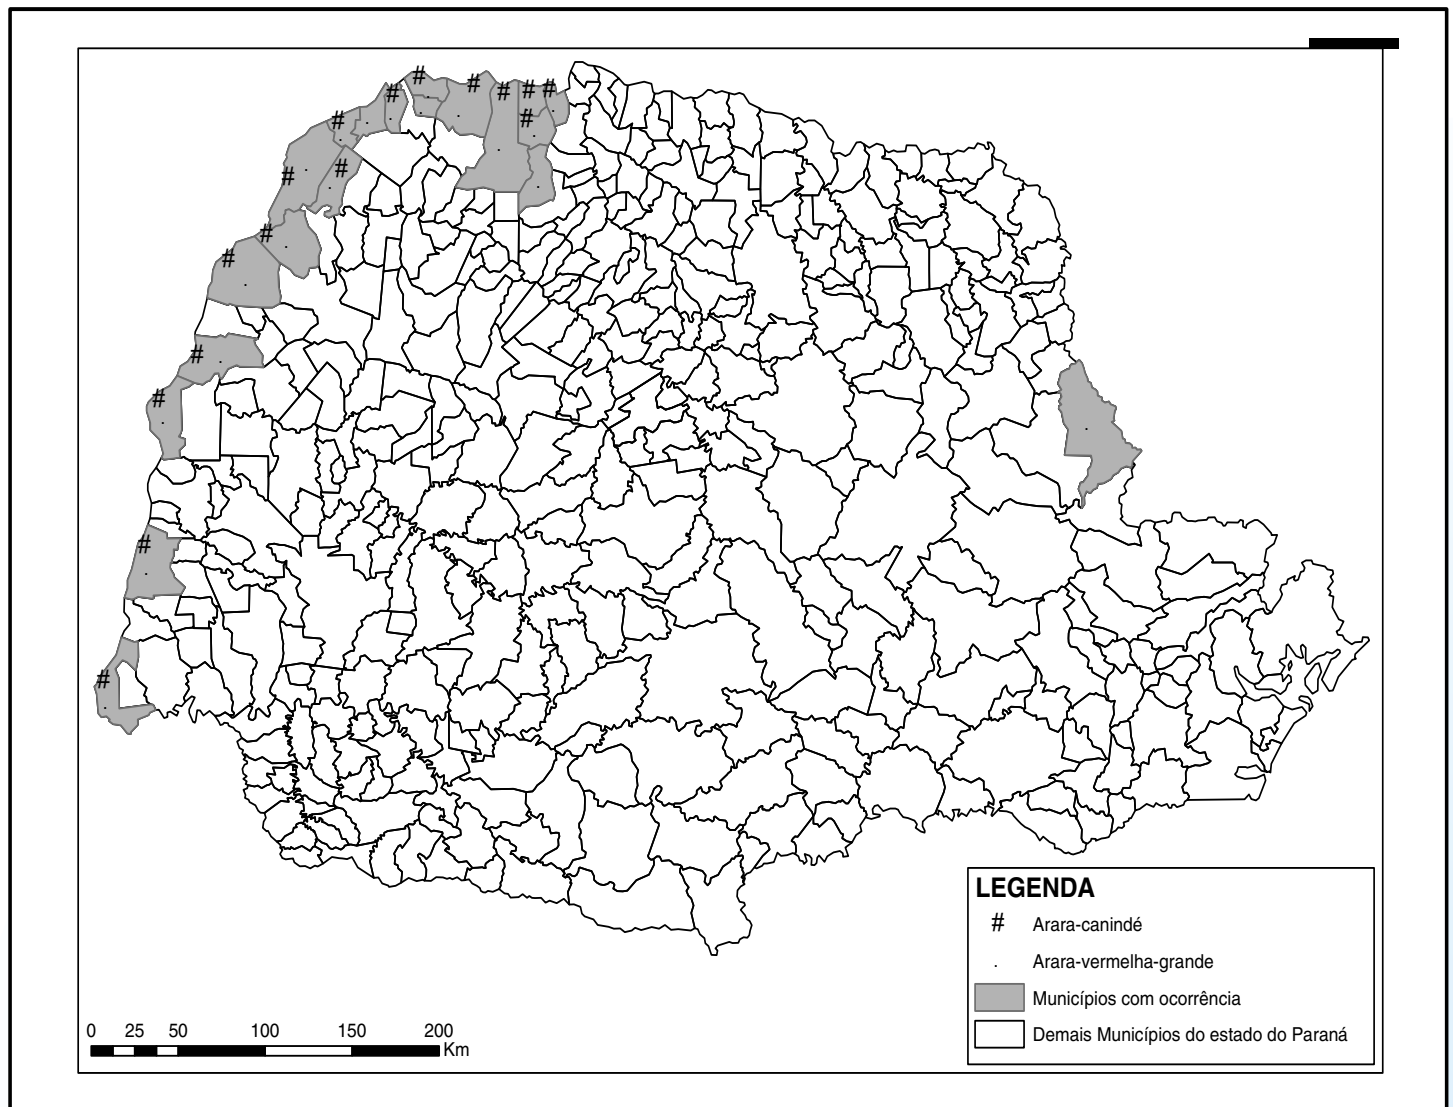 LEGENDA
# Arara-canindé
. Arara-vermelha-grande
Municípios com ocorrência
Demais Municípios do estado do Paraná
0 25 50 100 150 200
Km